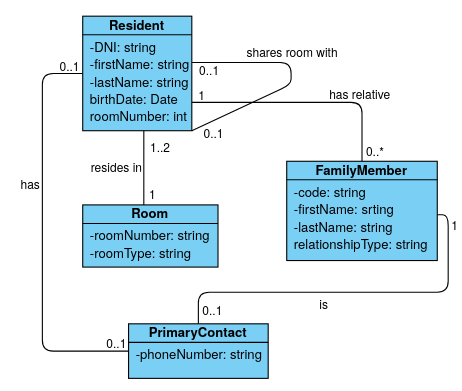 Resident
-DNI: string
-firstName: string
-lastName: string
birthDate: Date
roomNumber: int
0..1
0..1
shares room with
0..1
1
has relative
0..*
1..2
resides in
1
has
Room
-roomNumber: string
-roomType: string
FamilyMember
-code: string
-firstName: srting
-lastName: string
relationshipType: string
1
is
0..1
0..1
PrimaryContact
-phoneNumber: string